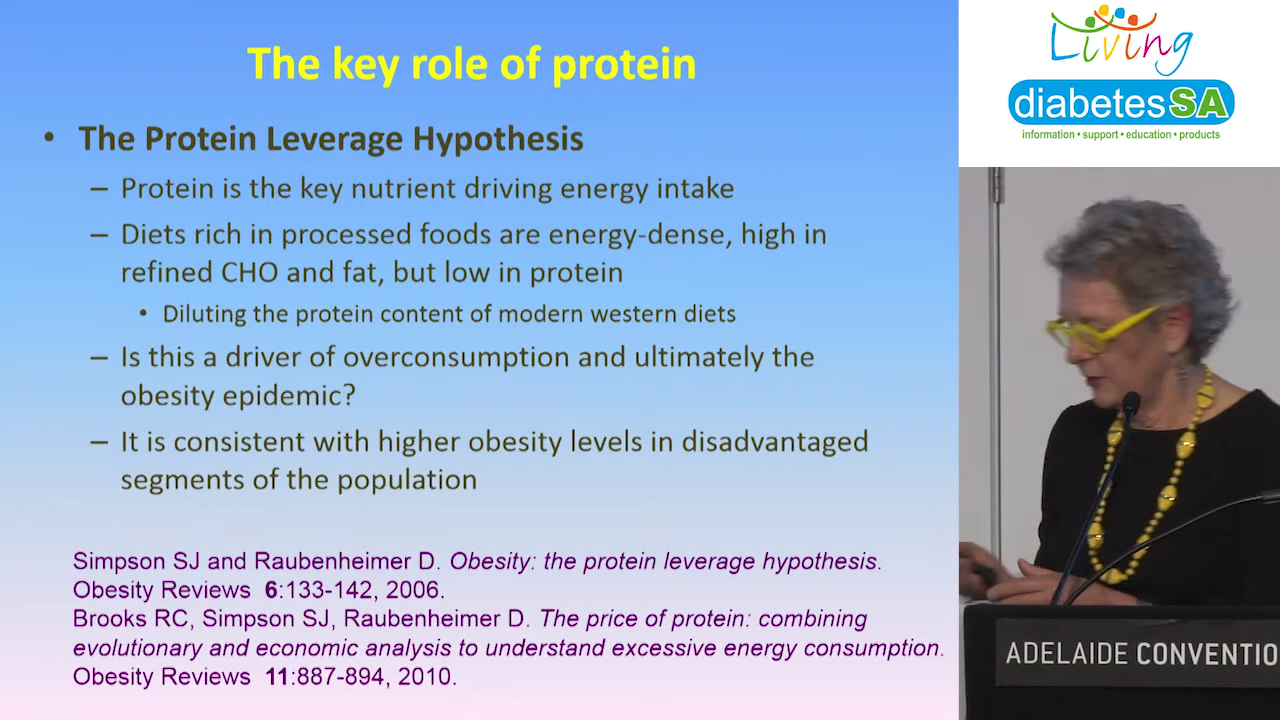 The key role of protein
• The Protein Leverage Hypothesis
– Protein is the key nutrient driving energy intake
– Diets rich in processed foods are energy-dense, high in
refined CHO and fat, but low in protein
• Diluting the protein content of modern western diets
– Is this a driver of overconsumption and ultimately the
obesity epidemic?
– It is consistent with higher obesity levels in disadvantaged
segments of the population
Simpson SJ and Raubenheimer D. Obesity: the protein leverage hypothesis.
Obesity Reviews 6:133-142, 2006.
Brooks RC, Simpson SJ, Raubenheimer D. The price of protein: combining
evolutionary and economic analysis to understand excessive energy consumption.
Obesity Reviews 11:887-894, 2010.
Living
diabetesSA
information • support • education • products
ADELAIDE CONVENTIO